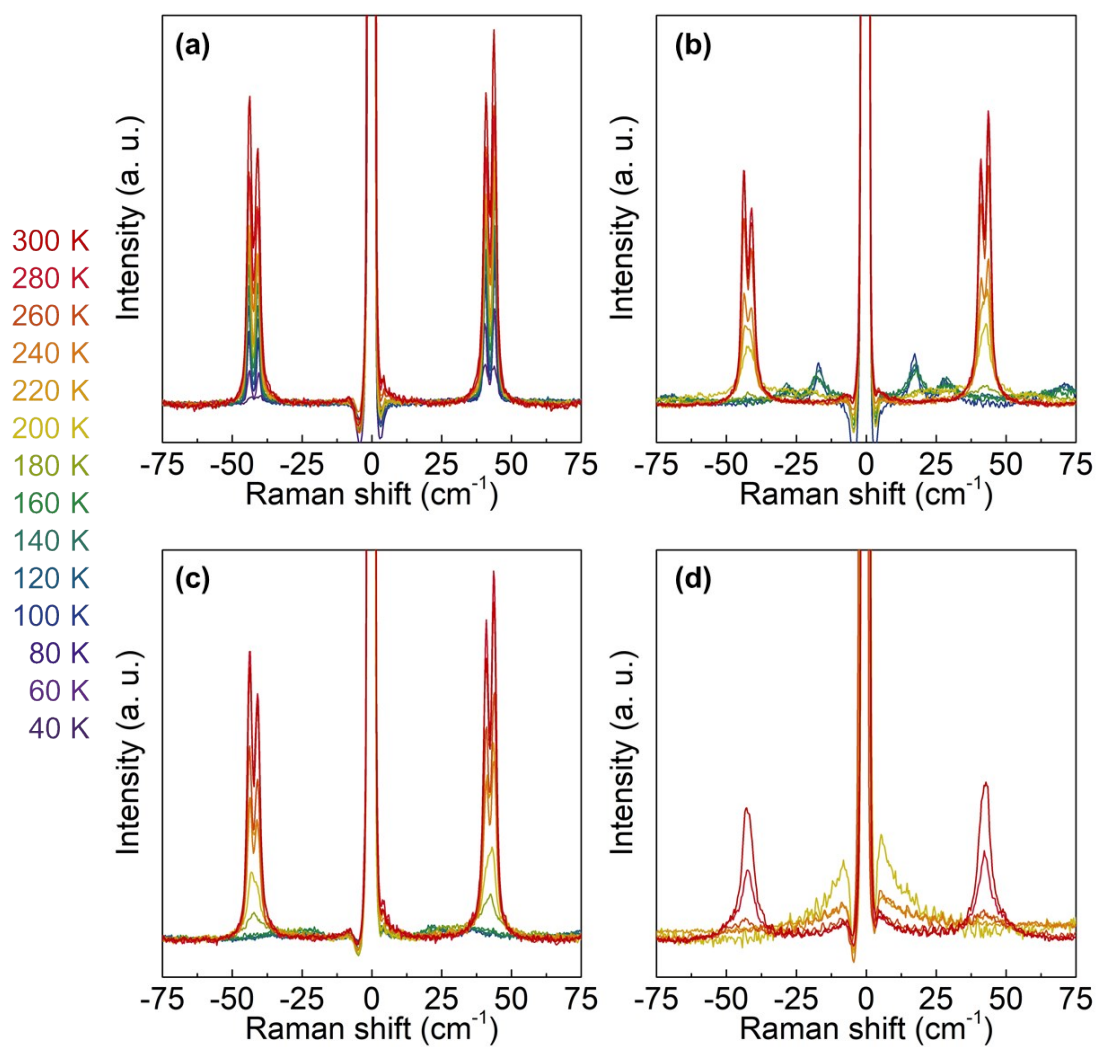 (a)
Intensity (a. u.)
-75 -50 -25 0 25 50 75
Raman shift (cm-1)
(b)
Intensity (a. u.)
-75 -50 -25 0 25 50 75
Raman shift (cm-1)
300 K
280 K
260 K
240 K
220 K
200 K
180 K
160 K
140 K
120 K
100 K
80 K
60 K
40 K
(c)
Intensity (a. u.)
-75 -50 -25 0 25 50 75
Raman shift (cm-1)
(d)
Intensity (a. u.)
-75 -50 -25 0 25 50 75
Raman shift (cm-1)